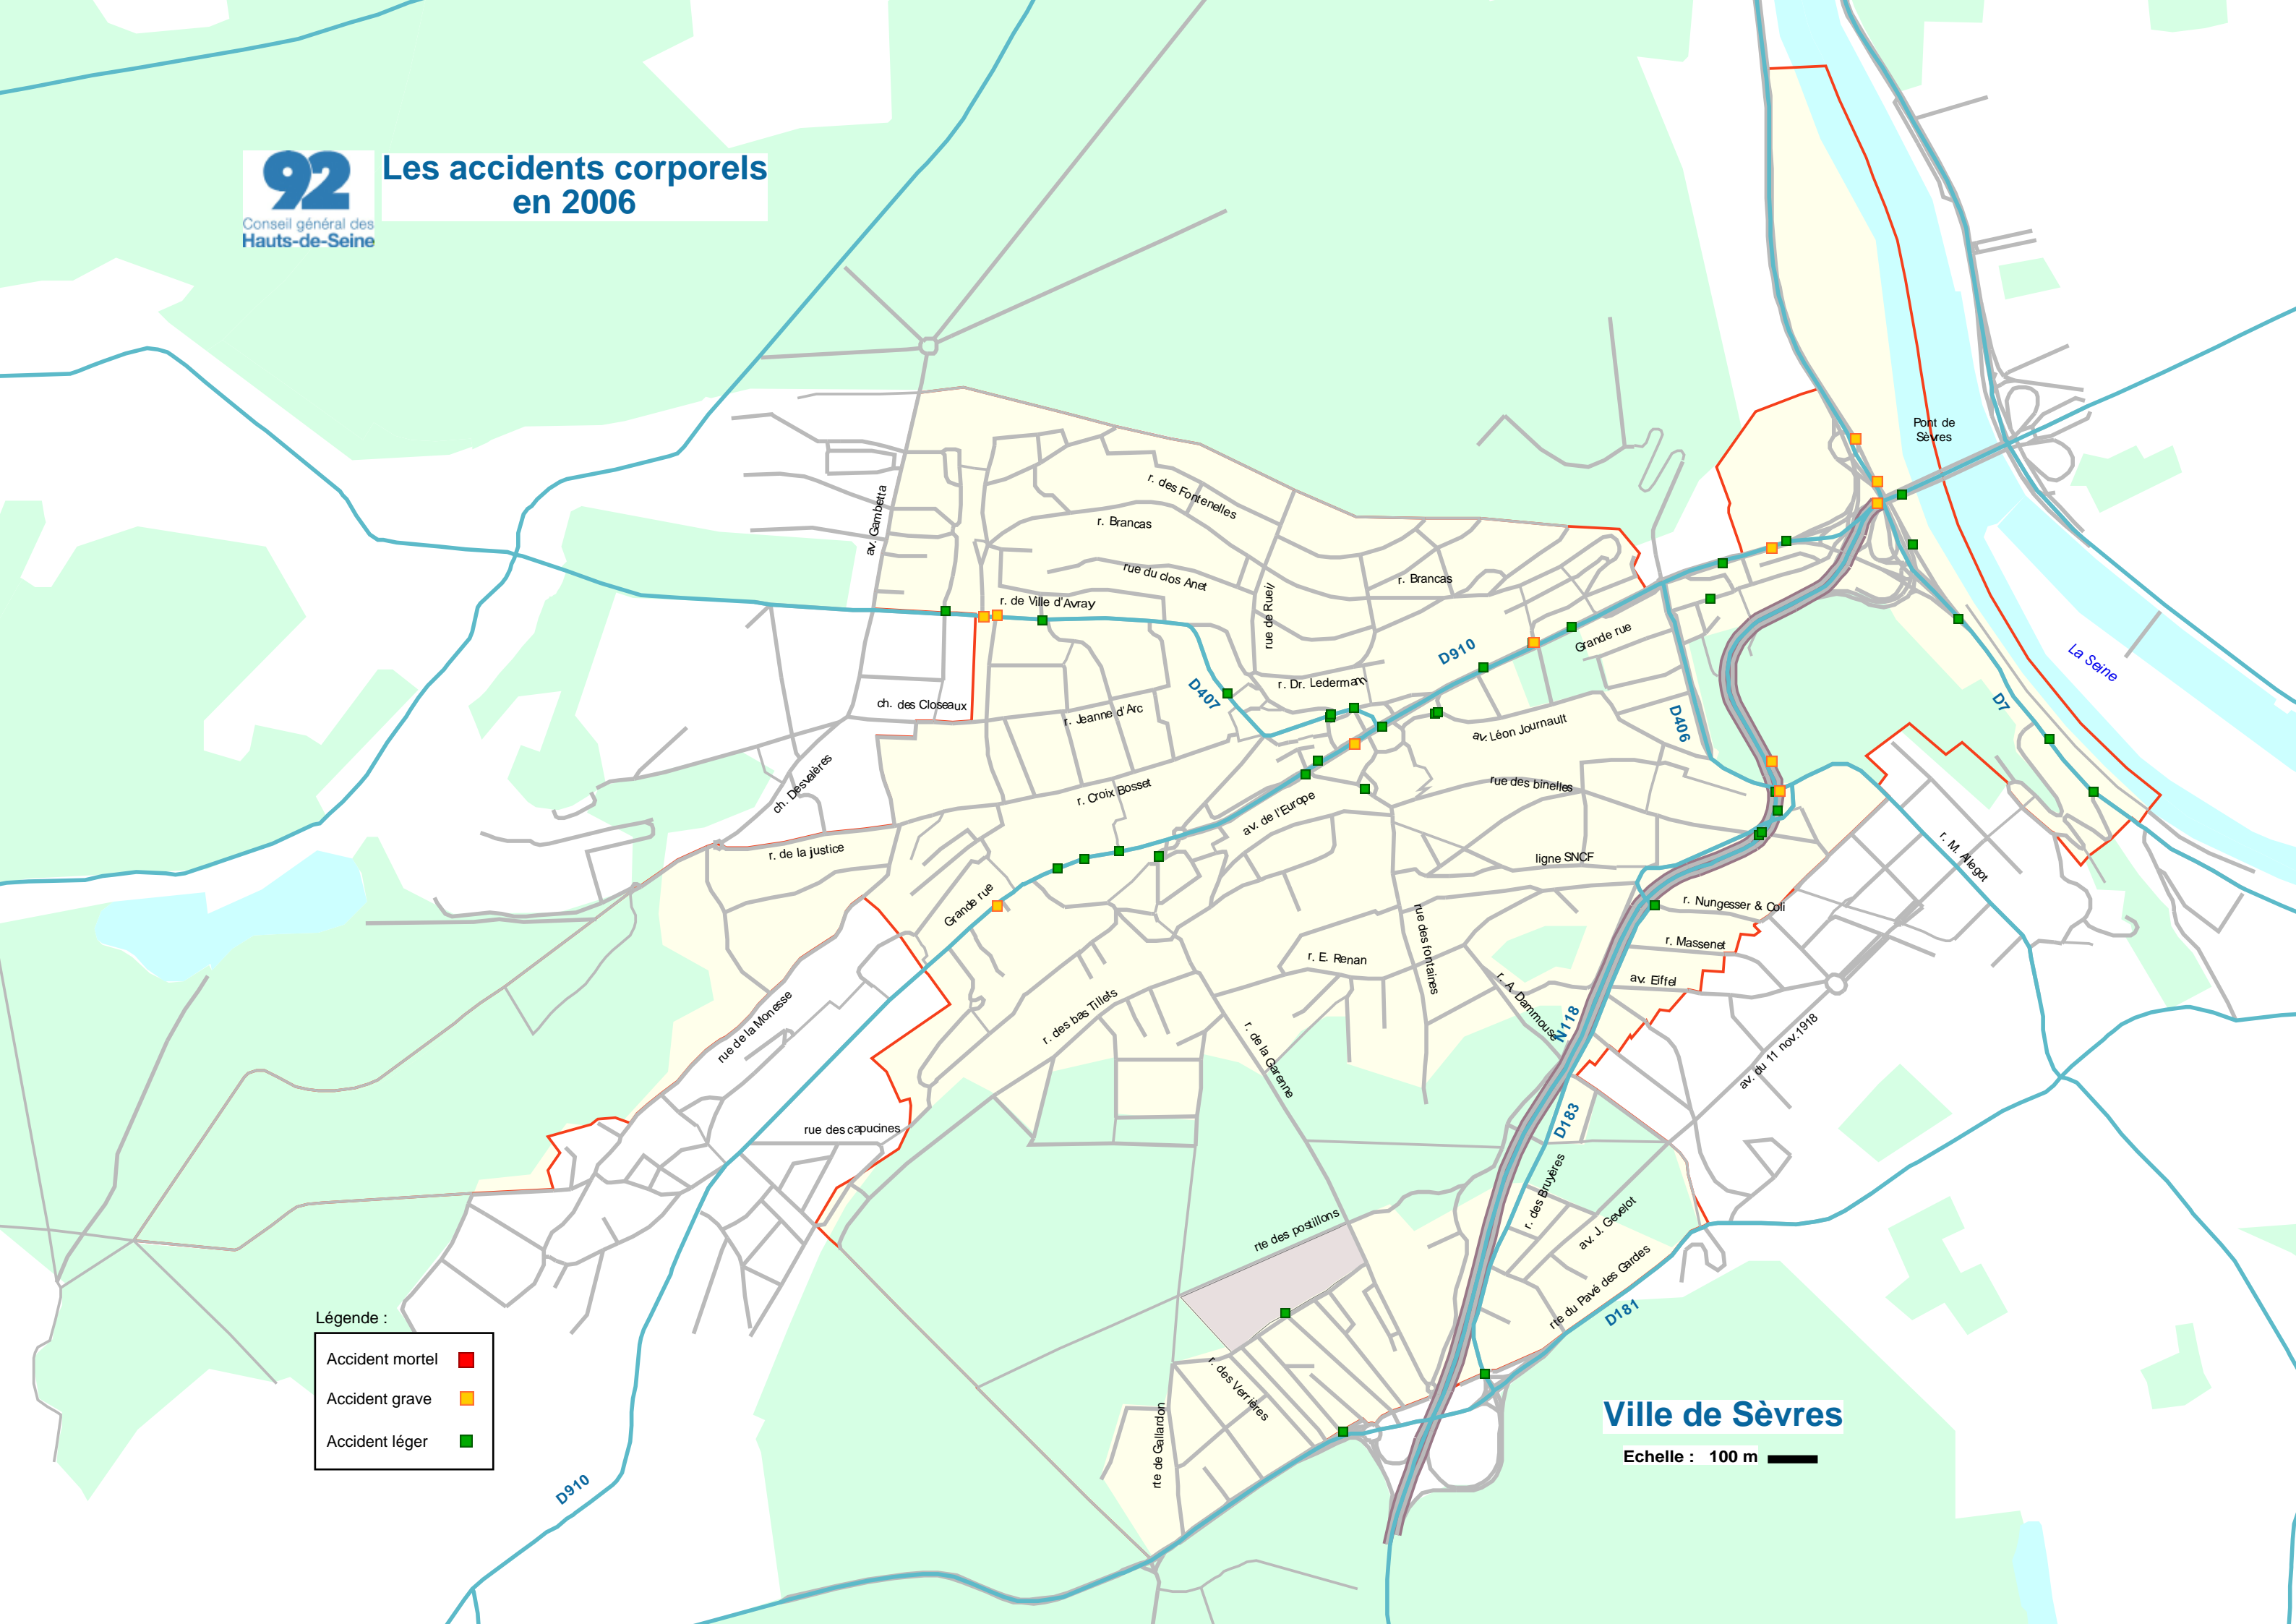 92
Conseil général des
Hauts-de-Seine
Les accidents corporels
en 2006
Pont de
Sèvres
r. des Fontenelles
r. Brancas
av. Gambetta
rue du clos Anet
r. Brancas
r. de Ville d'Avray
rue de Rueil
Grande rue
D910
La Seine
D7
r. Dr. Ledermann
D407
ch. des Closeaux
r. Jeanne d'Arc
av. Léon Journault
D406
ch. Desvalères
r. Croix Bosset
rue des binelles
av. de l'Europe
r. de la justice
ligne SNCF
r. M. Allegot
Grande rue
r. Nungesser & Coli
rue des fontaines
r. Massenet
r. E. Renan
av. Eiffel
r. A. Dammouse
rue de la Monesse
r. des bas Tillets
N118
r. de la Garenne
av. du 11 nov.1918
rue des capucines
D183
r. des Bruyères
av. J. Gevelot
rte des postillons
rte du Pavé des Gardes
D181
Légende :
Accident mortel
Accident grave
Accident léger
r. des Verrières
rte de Gallardon
Ville de Sèvres
Echelle : 100 m
D910